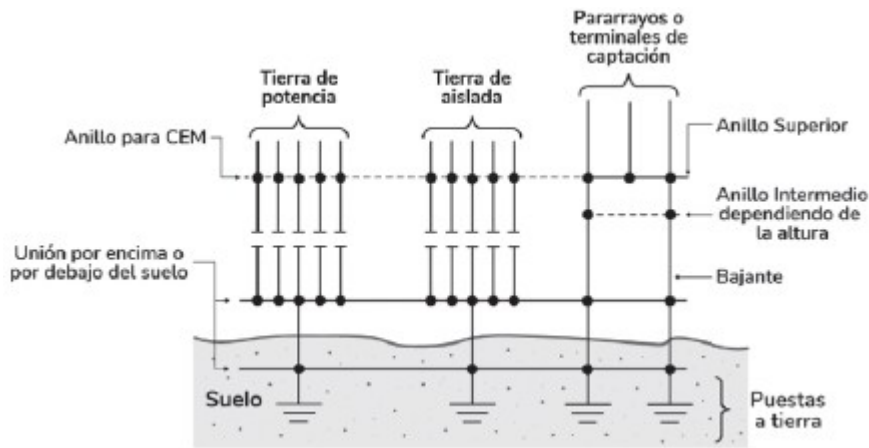 Pararrayos o
terminales de
captación
Tierra de
potencia
Tierra de
aislada
Anillo para CEM
Anillo Superior
Anillo Intermedio
dependiendo de
la altura
Unión por encima o
por debajo del suelo
Bajante
Suelo
Puestas
a tierra